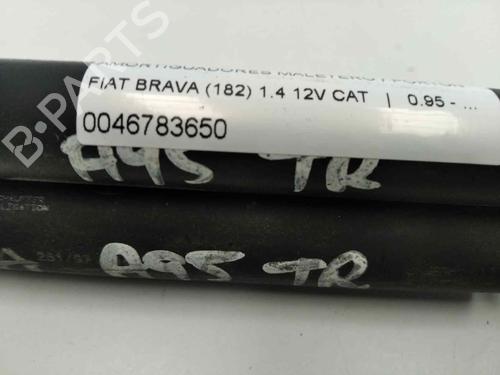 AMORTIGUADORES MALETERO / PORTON
FIAT BRAVA (182) 1.4 12V CAT | 0.95 - ...
0046783650
A95 TR
A95 TR
B-PARTS